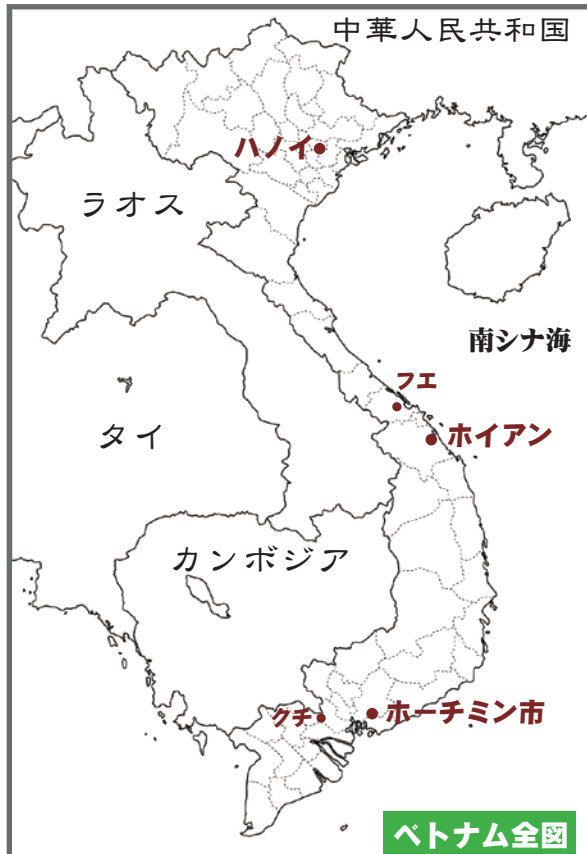 中華人民共和国
ハノイ
ラオス
南シナ海
フエ
タイ
ホイアン
カンボジア
クチ
ホーチミン市
ベトナム全図